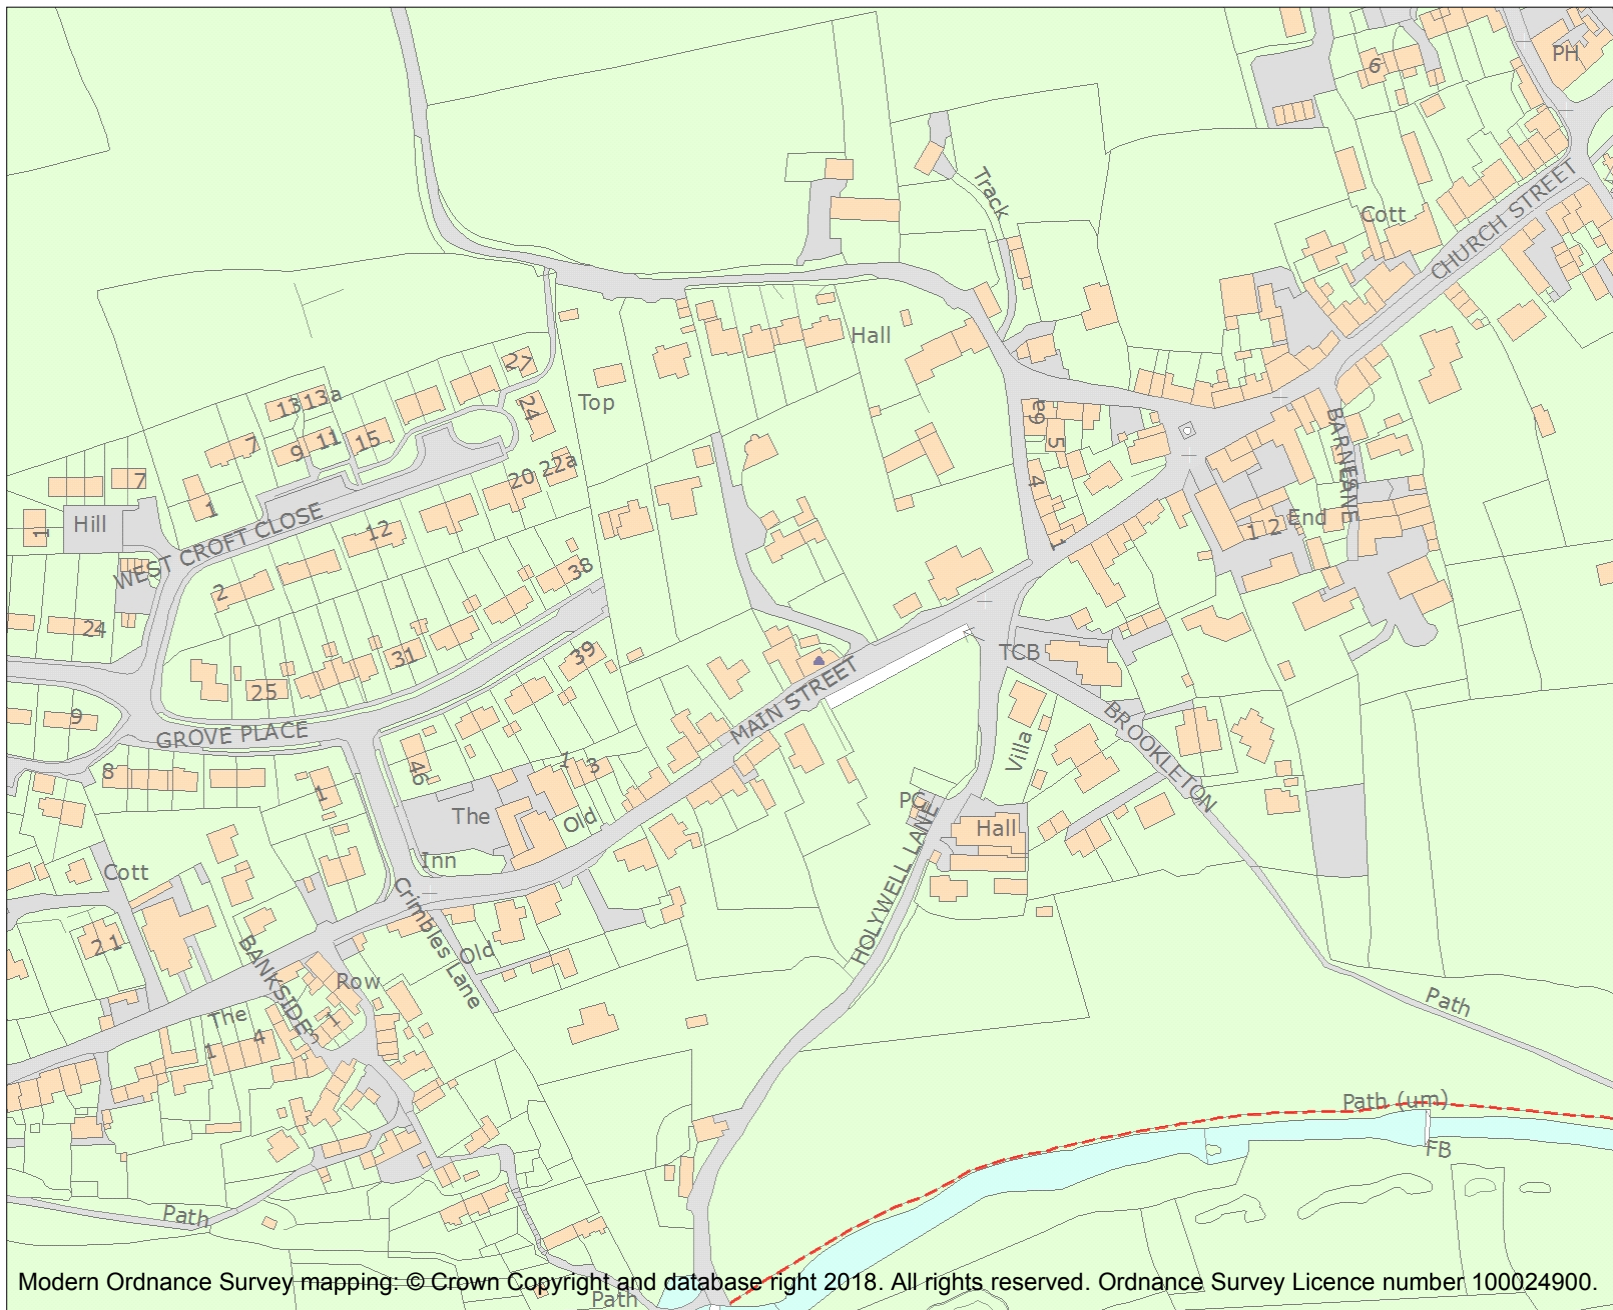 PH
6
Track
Cott
CHURCH STREET
Hall
27
Top
13
13a
24
7
9
11
15
20
22a
7
1
Hill
1
WEST CROFT CLOSE
12
2
38
24
31
39
25
9
GROVE PLACE
8
46
1
1
3
The
Old
Inn
Cott
Crimbles Lane
21
BANKSIDE
Old
Row
The
1
4
3
1
Path
MAIN STREET
9a
5
4
1
BARNES LANE
End
1 2
TCB
BROOKLETON
Villa
PC
HOLYWELL LANE
Hall
Path
Path (um)
FB
Path
Modern Ordnance Survey mapping: © Crown Copyright and database right 2018. All rights reserved. Ordnance Survey Licence number 100024900.